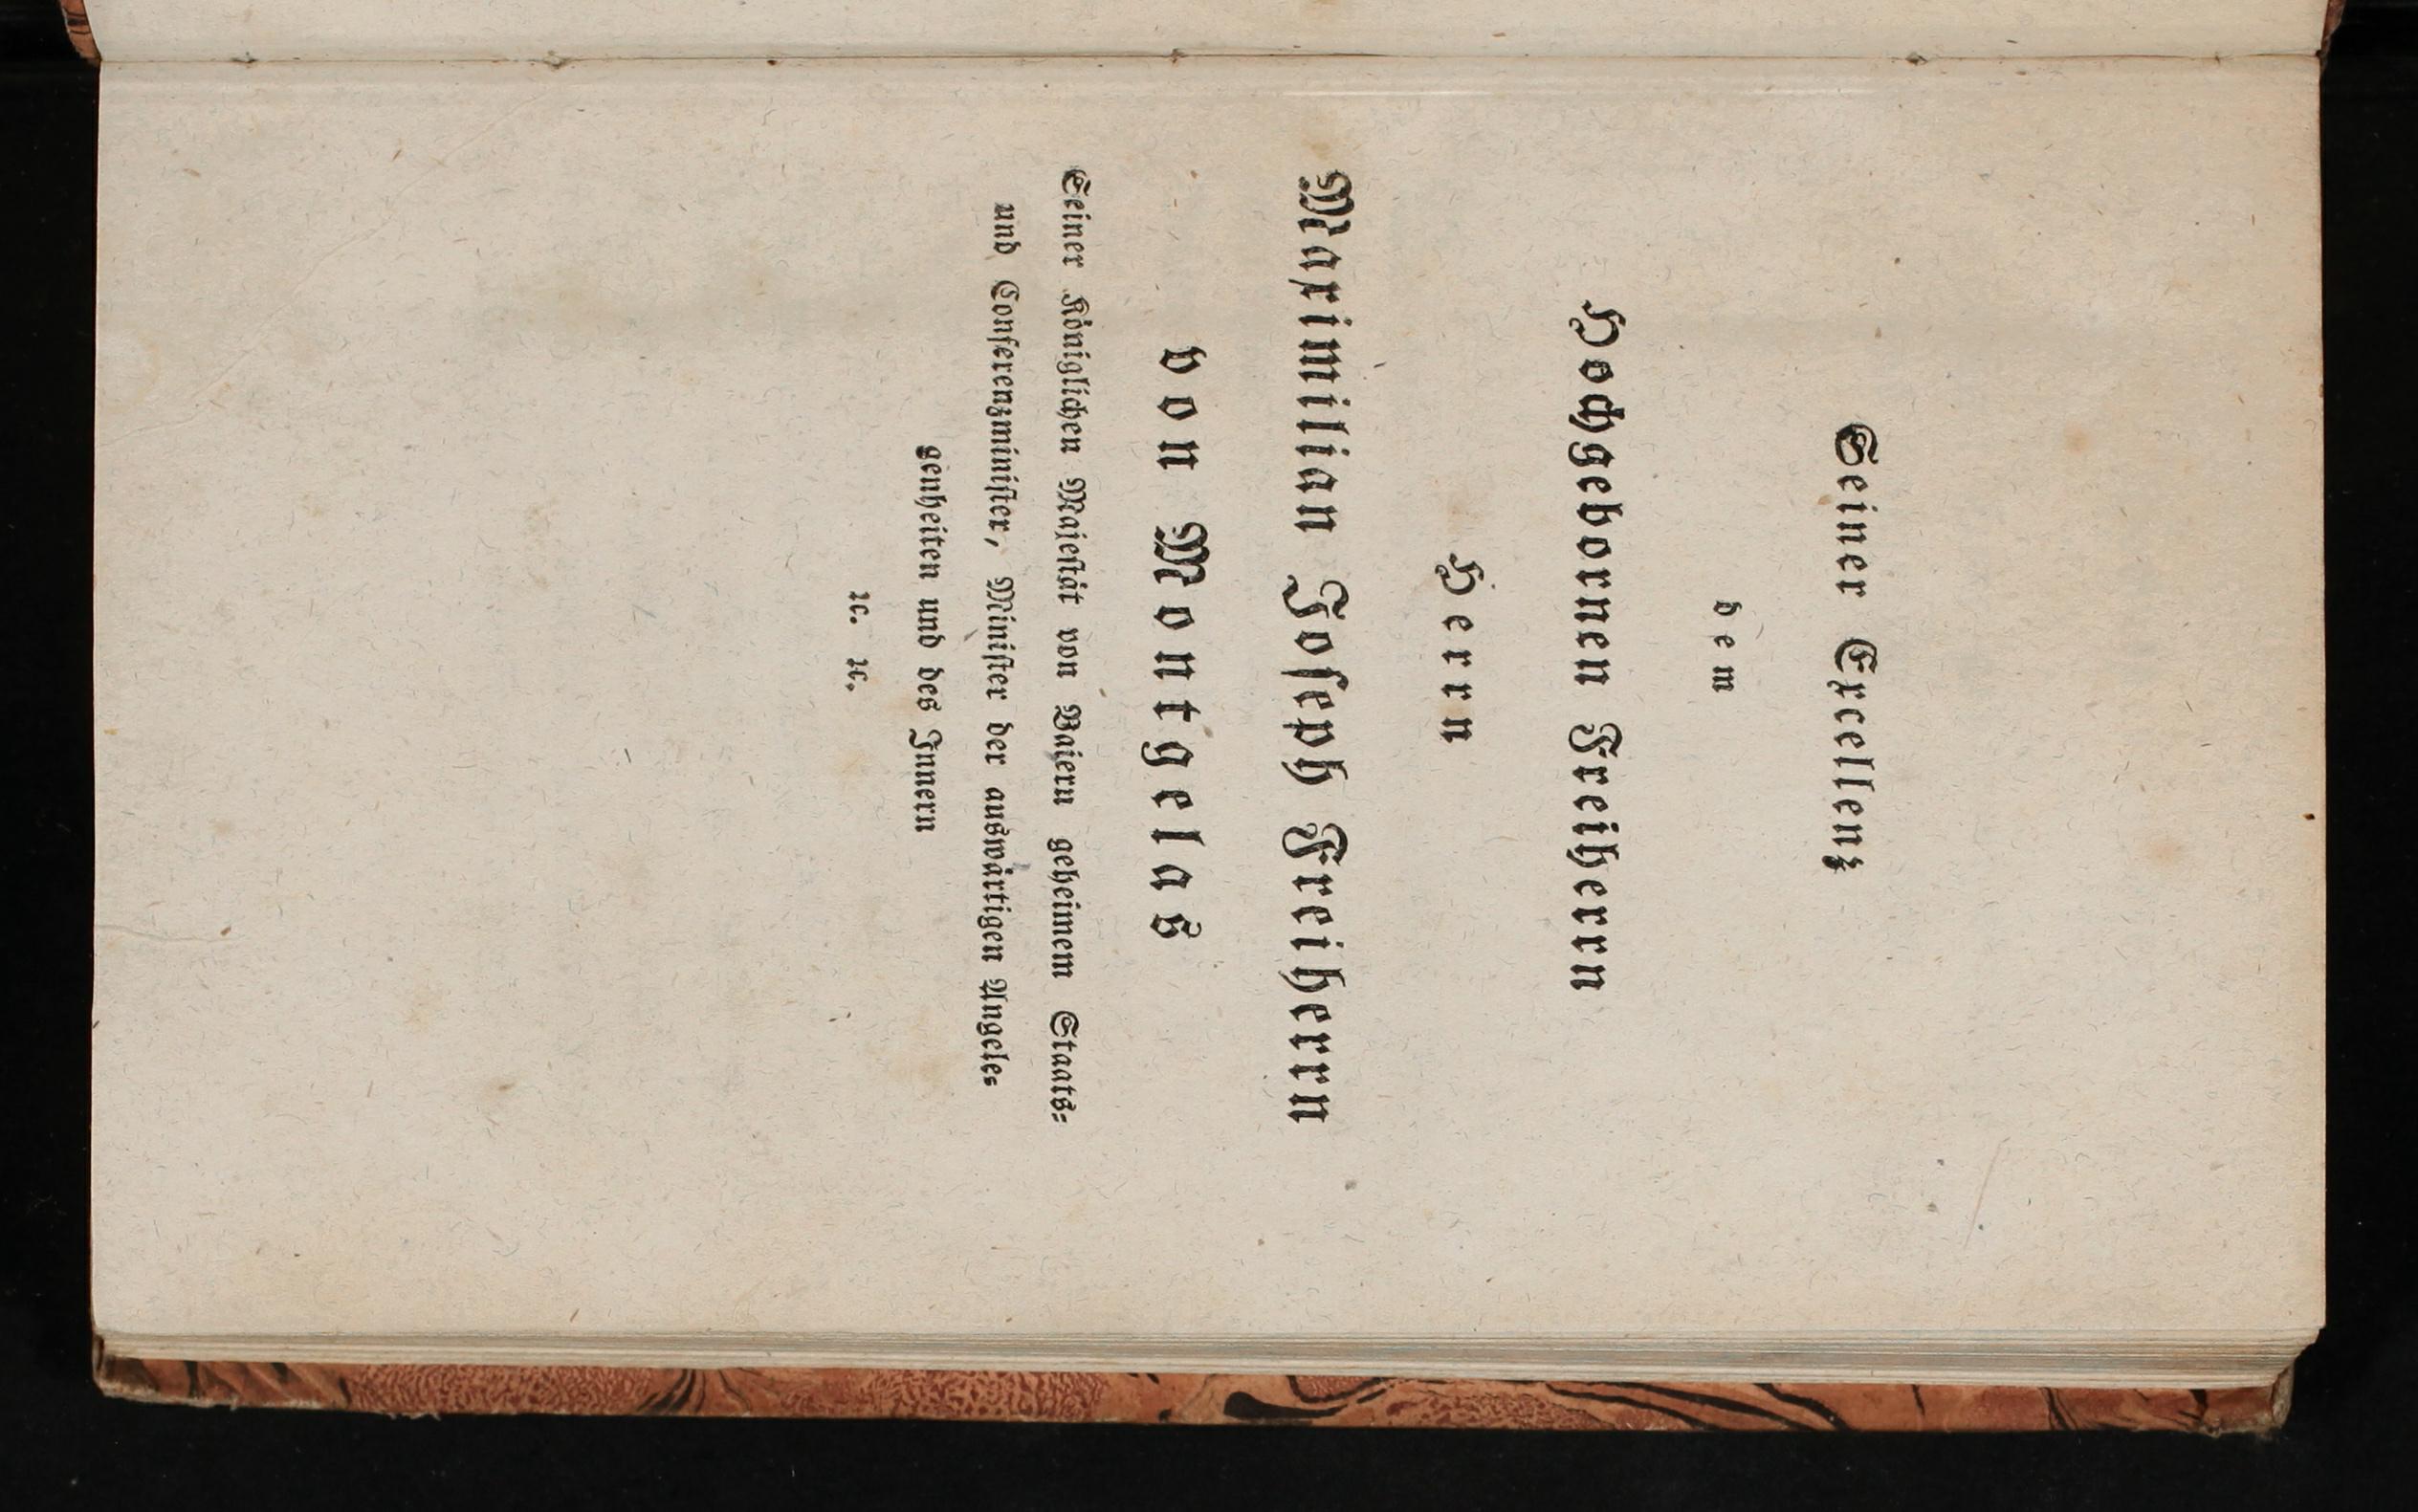 Seiner Excellenz
dem
Hochgebornen Freiherrn
Herrn
Maximilian Joseph Freiherrn
von Montgelas
Seiner Königlichen Majestät von Baiern geheimem Staats-
und Conferenzminister, Minister der auswärtigen Angele-
genheiten und des Innern
ꝛc. ꝛc.